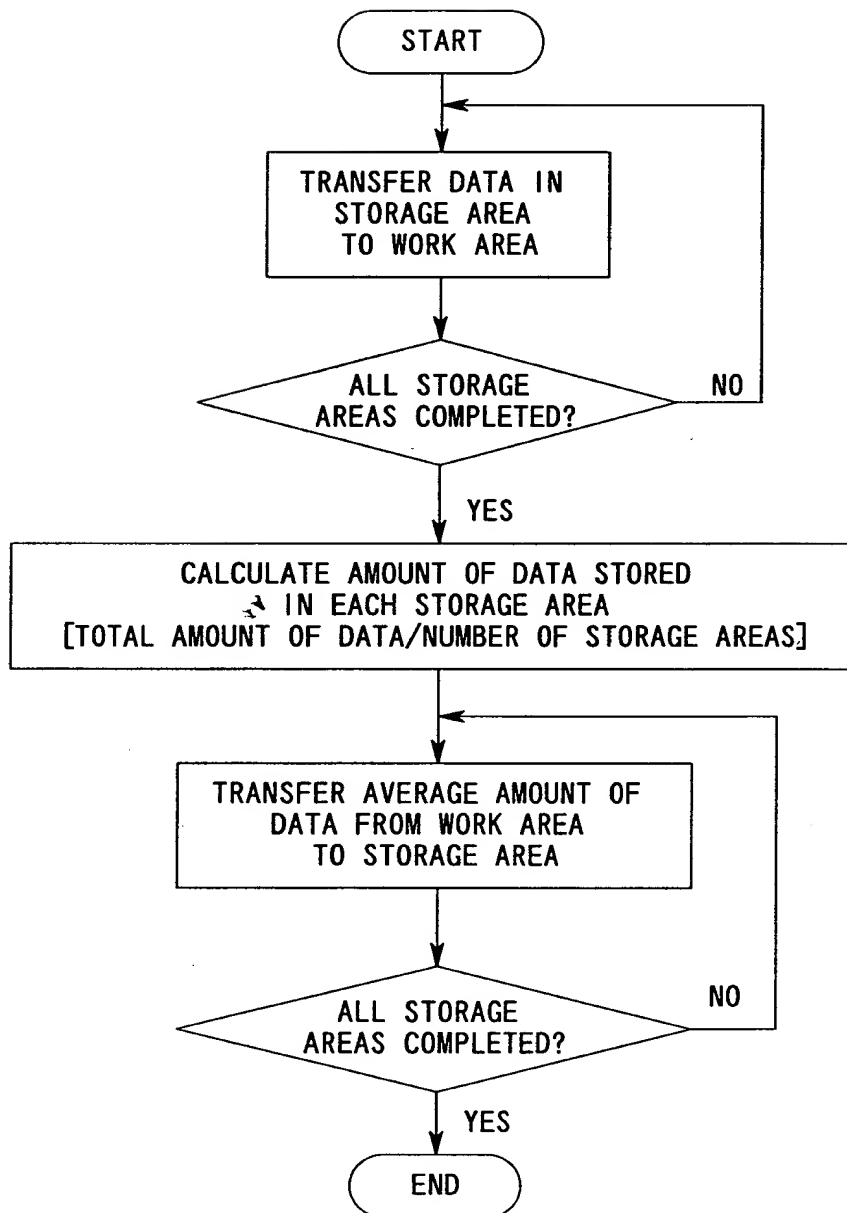 START
TRANSFER DATA IN
STORAGE AREA
TO WORK AREA
ALL STORAGE
AREAS COMPLETED?
NO
YES
CALCULATE AMOUNT OF DATA STORED
IN EACH STORAGE AREA
[TOTAL AMOUNT OF DATA/NUMBER OF STORAGE AREAS]
TRANSFER AVERAGE AMOUNT OF
DATA FROM WORK AREA
TO STORAGE AREA
ALL STORAGE
AREAS COMPLETED?
NO
YES
END